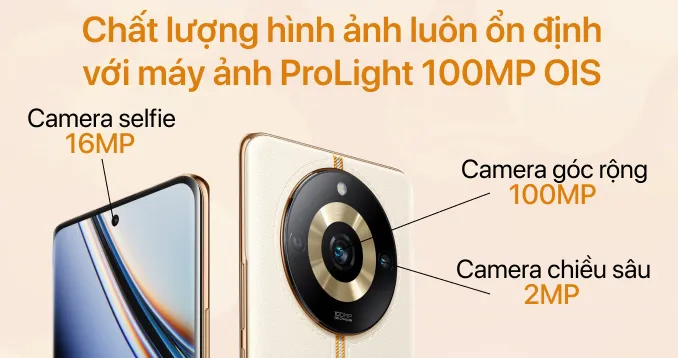 Chất lượng hình ảnh luôn ổn định
với máy ảnh ProLight 100MP OIS
Camera selfie
16MP
Camera góc rộng
100MP
Camera chiều sâu
2MP
100MP